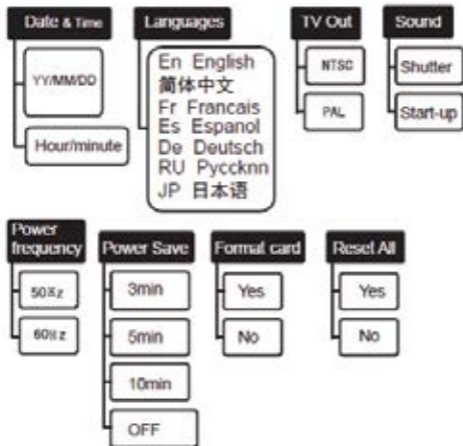 Date & Time
YY/MM/DD
Hour/minute
Languages
En English
简体中文
Fr Francais
Es Espanol
De Deutsch
RU Pyccknn
JP 日本语
TV Out
NTSC
PAL
Sound
Shutter
Start-up
Power
frequency
50Hz
60Hz
Power Save
3min
5min
10min
OFF
Format card
Yes
No
Reset All
Yes
No